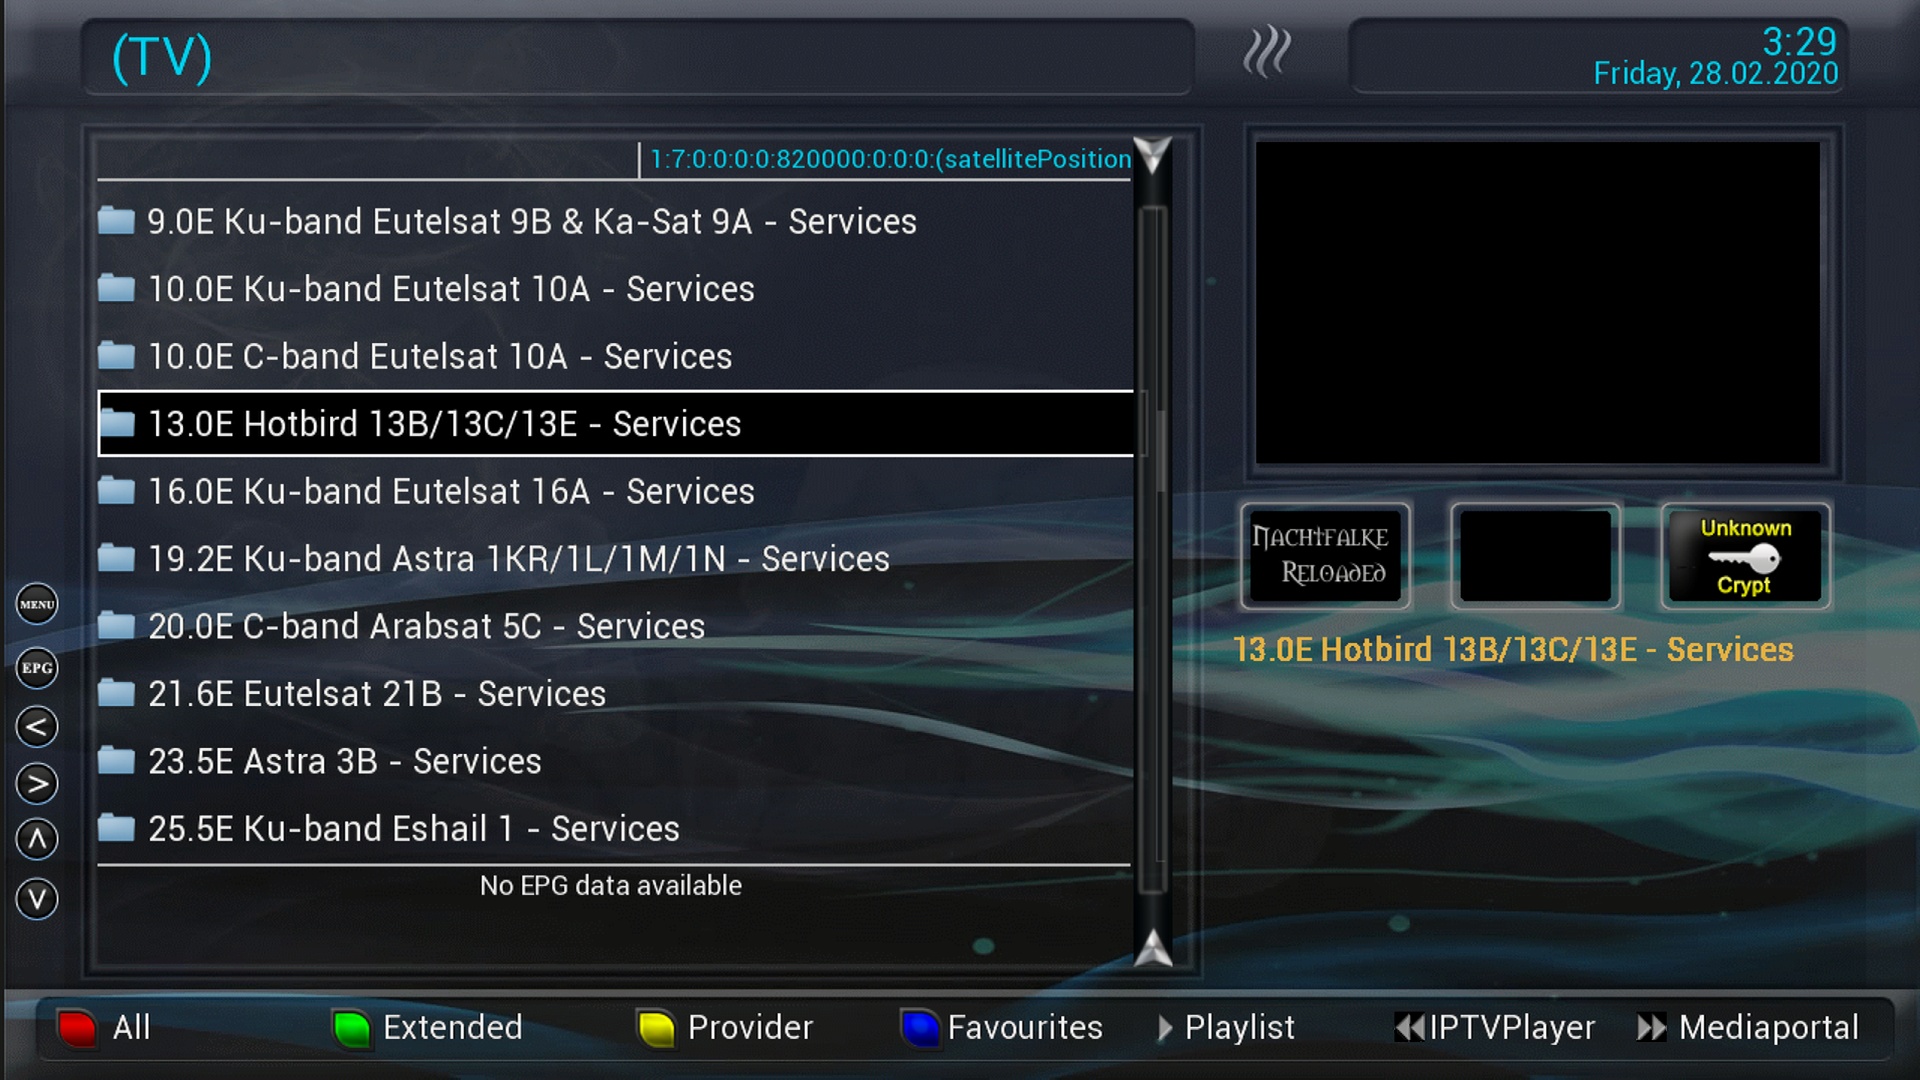 (TV)
3:29
Friday, 28.02.2020
1:7:0:0:0:0:820000:0:0:0:(satellitePosition
9.0E Ku-band Eutelsat 9B & Ka-Sat 9A - Services
10.0E Ku-band Eutelsat 10A - Services
10.0E C-band Eutelsat 10A - Services
13.0E Hotbird 13B/13C/13E - Services
16.0E Ku-band Eutelsat 16A - Services
19.2E Ku-band Astra 1KR/1L/1M/1N - Services
20.0E C-band Arabsat 5C - Services
21.6E Eutelsat 21B - Services
23.5E Astra 3B - Services
25.5E Ku-band Eshail 1 - Services
No EPG data available
MENU
EPG
<
>
Λ
V
Nachtfalke
Reloaded
Unknown
Crypt
13.0E Hotbird 13B/13C/13E - Services
All
Extended
Provider
Favourites
Playlist
IPTVPlayer
Mediaportal